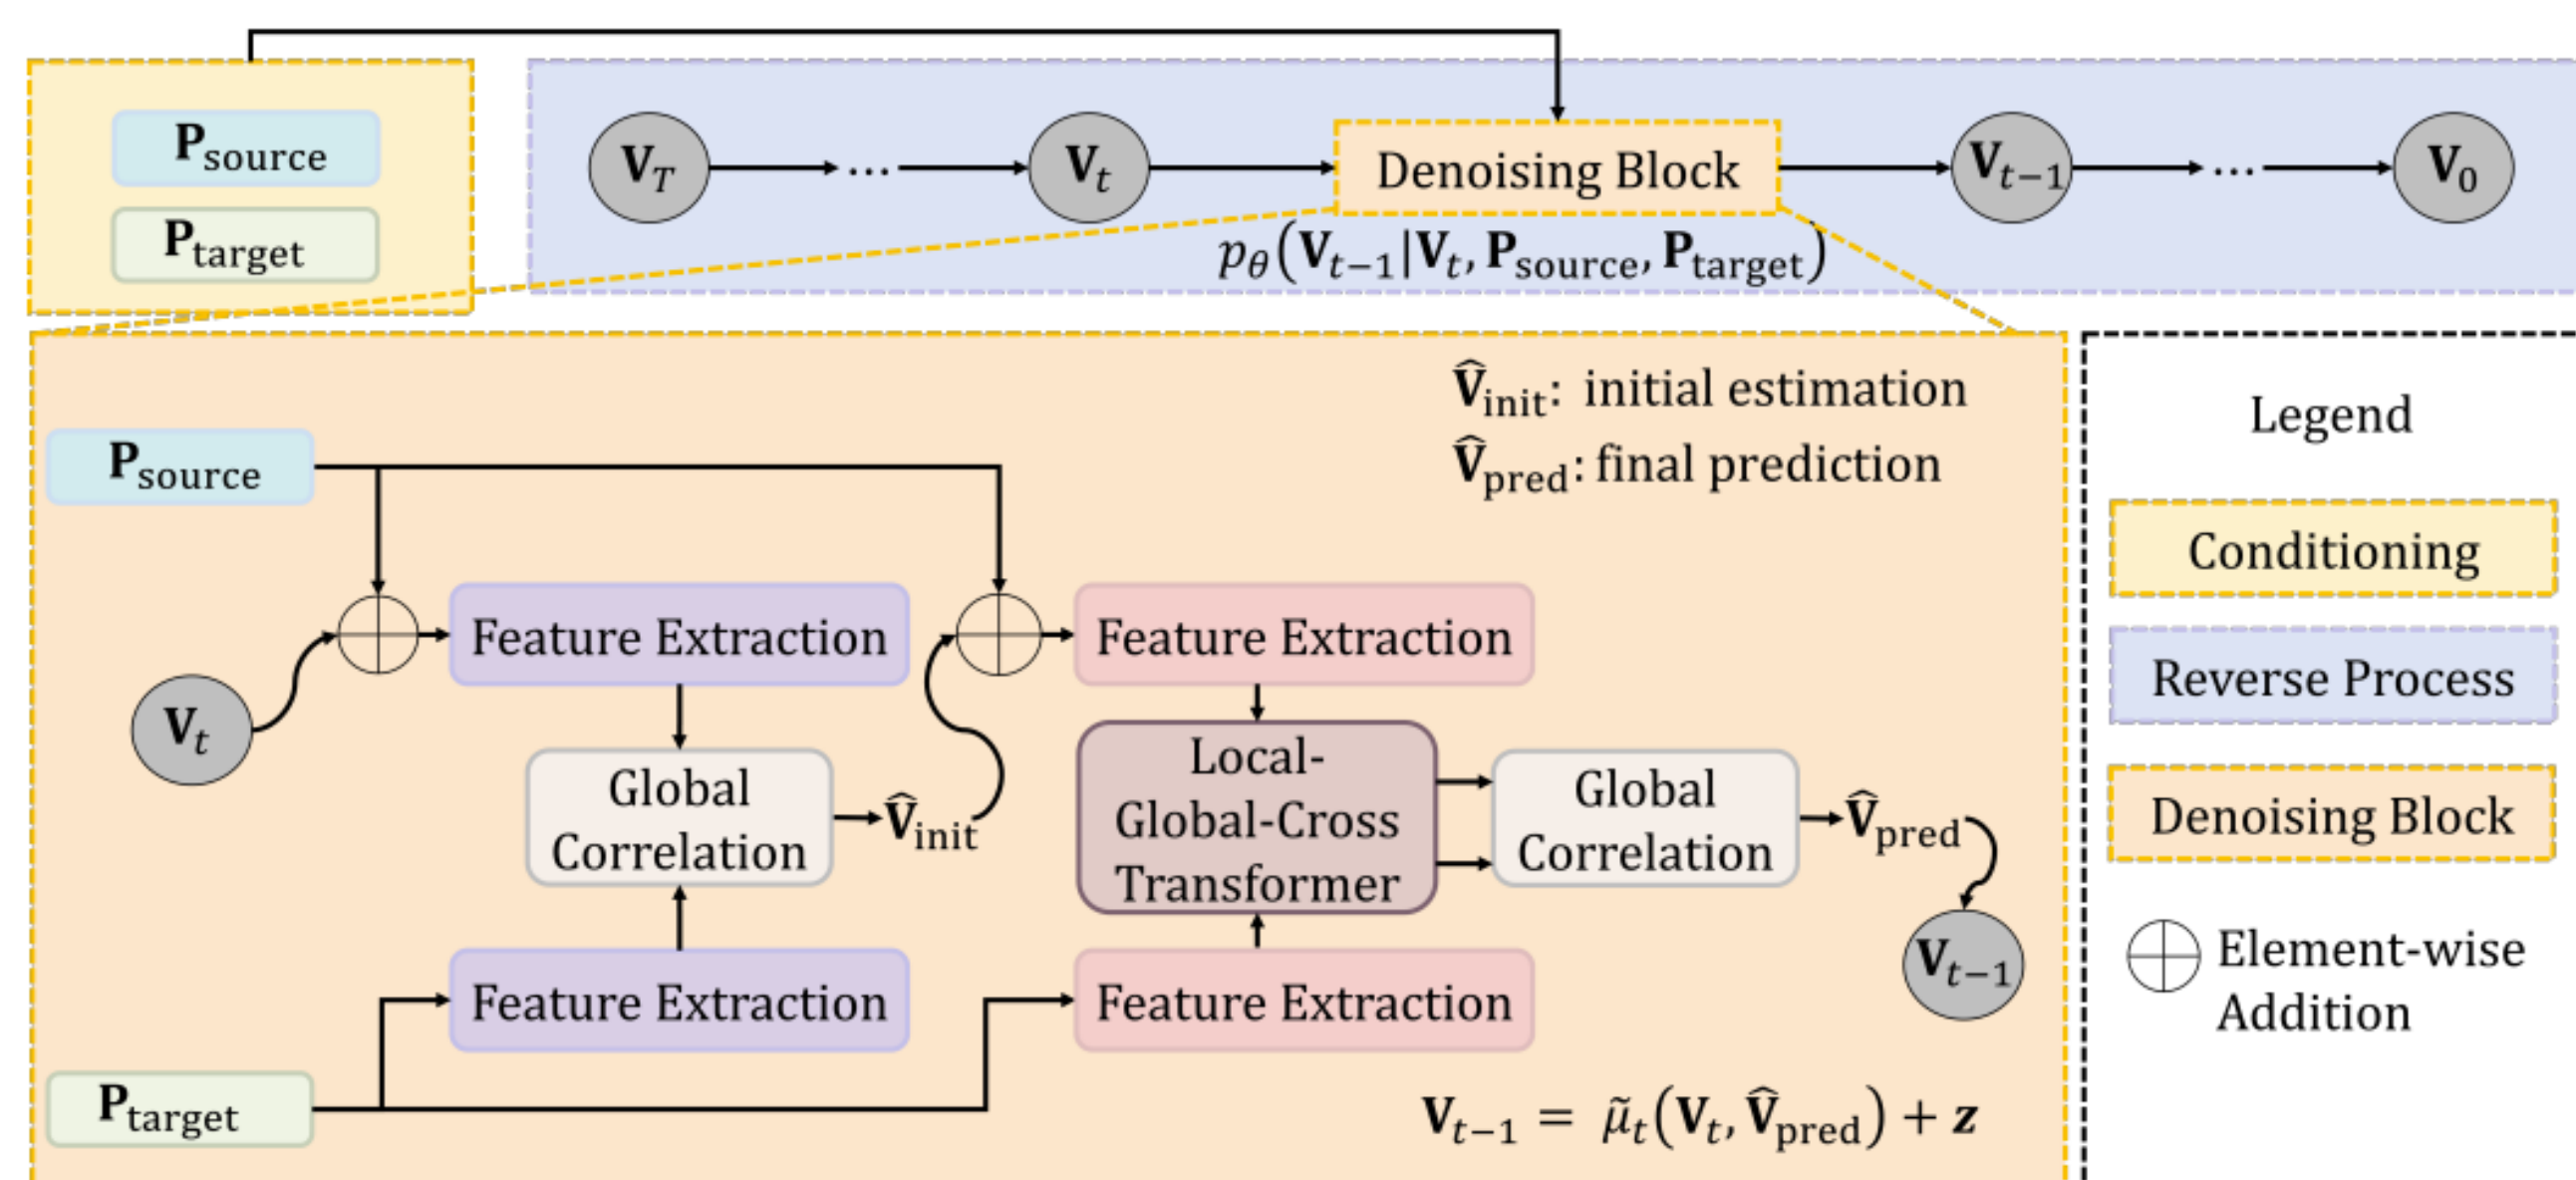 P_source
P_target
V_T → ... → V_t → Denoising Block → V_{t−1} → ... → V_0
p_θ(V_{t−1}|V_t, P_source, P_target)
V̂_init: initial estimation
V̂_pred: final prediction
P_source
Feature Extraction
Feature Extraction
V_t
Global
Correlation
V̂_init
Local-
Global-Cross
Transformer
Global
Correlation
V̂_pred
V_{t−1}
Feature Extraction
Feature Extraction
P_target
V_{t−1} = μ̃_t(V_t, V̂_pred) + z
Legend
Conditioning
Reverse Process
Denoising Block
Element-wise
Addition